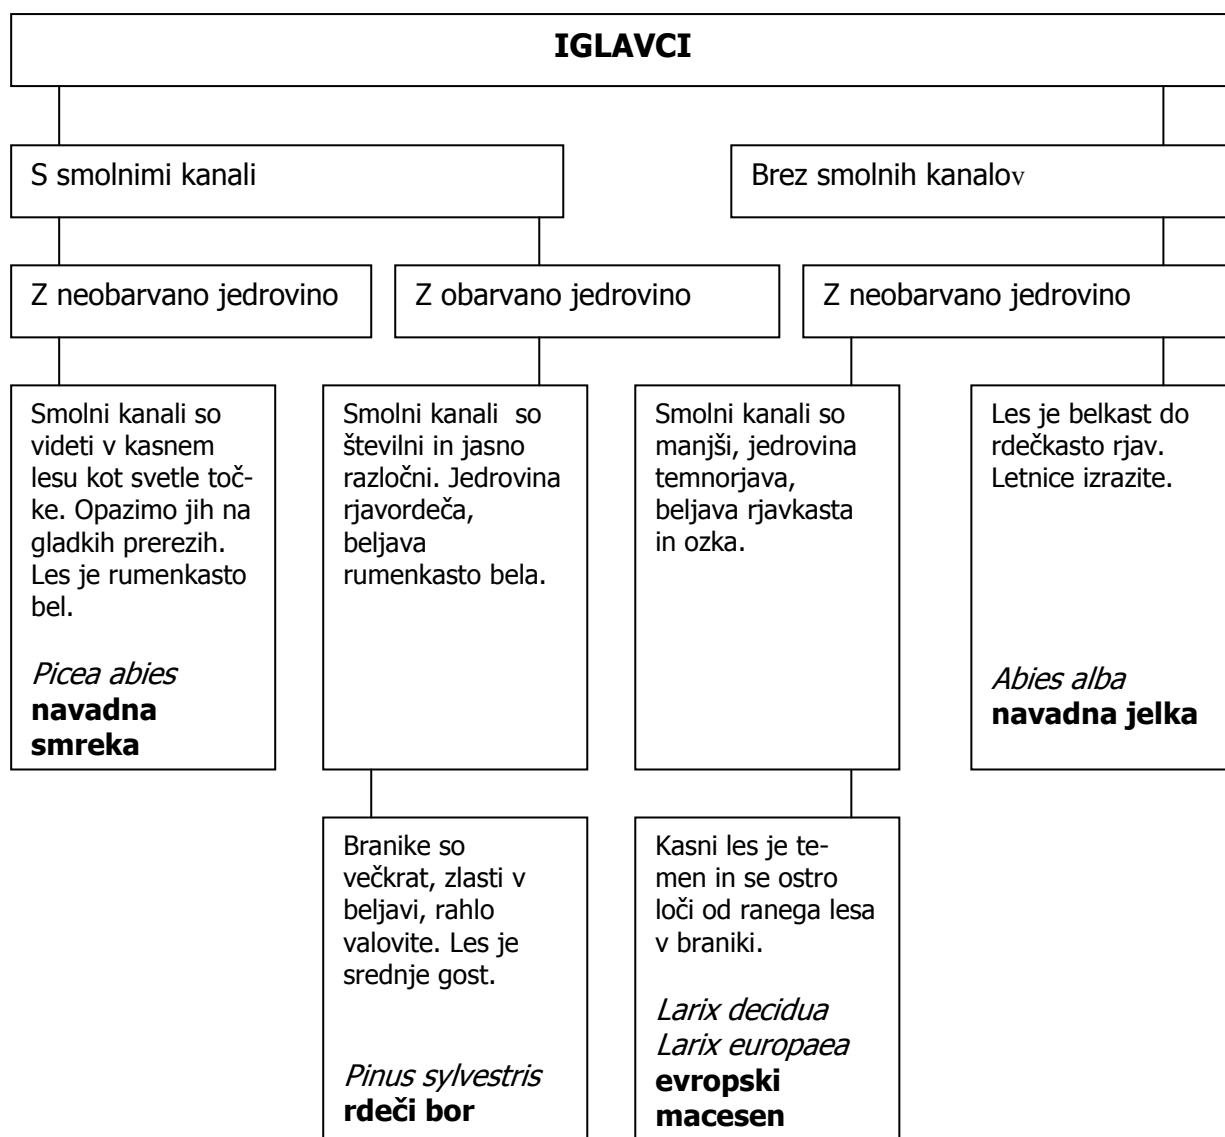 IGLAVCI
S smolnimi kanali
Brez smolnih kanalov
Z neobarvano jedrovino
Z obarvano jedrovino
Z neobarvano jedrovino
Smolni kanali so
videti v kasnem
lesu kot svetle toč-
ke. Opazimo jih na
gladkih prerezih.
Les je rumenkasto
bel.
Picea abies
navadna
smreka
Smolni kanali so
številni in jasno
razločni. Jedrovina
rjavordeča,
beljava
rumenkasto bela.
Smolni kanali so
manjši, jedrovina
temnorjava,
beljava rjavkasta
in ozka.
Les je belkast do
rdečkasto rjav.
Letnice izrazite.
Abies alba
navadna jelka
Branike so
večkrat, zlasti v
beljavi, rahlo
valovite. Les je
srednje gost.
Pinus sylvestris
rdeči bor
Kasni les je te-
men in se ostro
loči od ranega lesa
v braniki.
Larix decidua
Larix europaea
evropski
macesen